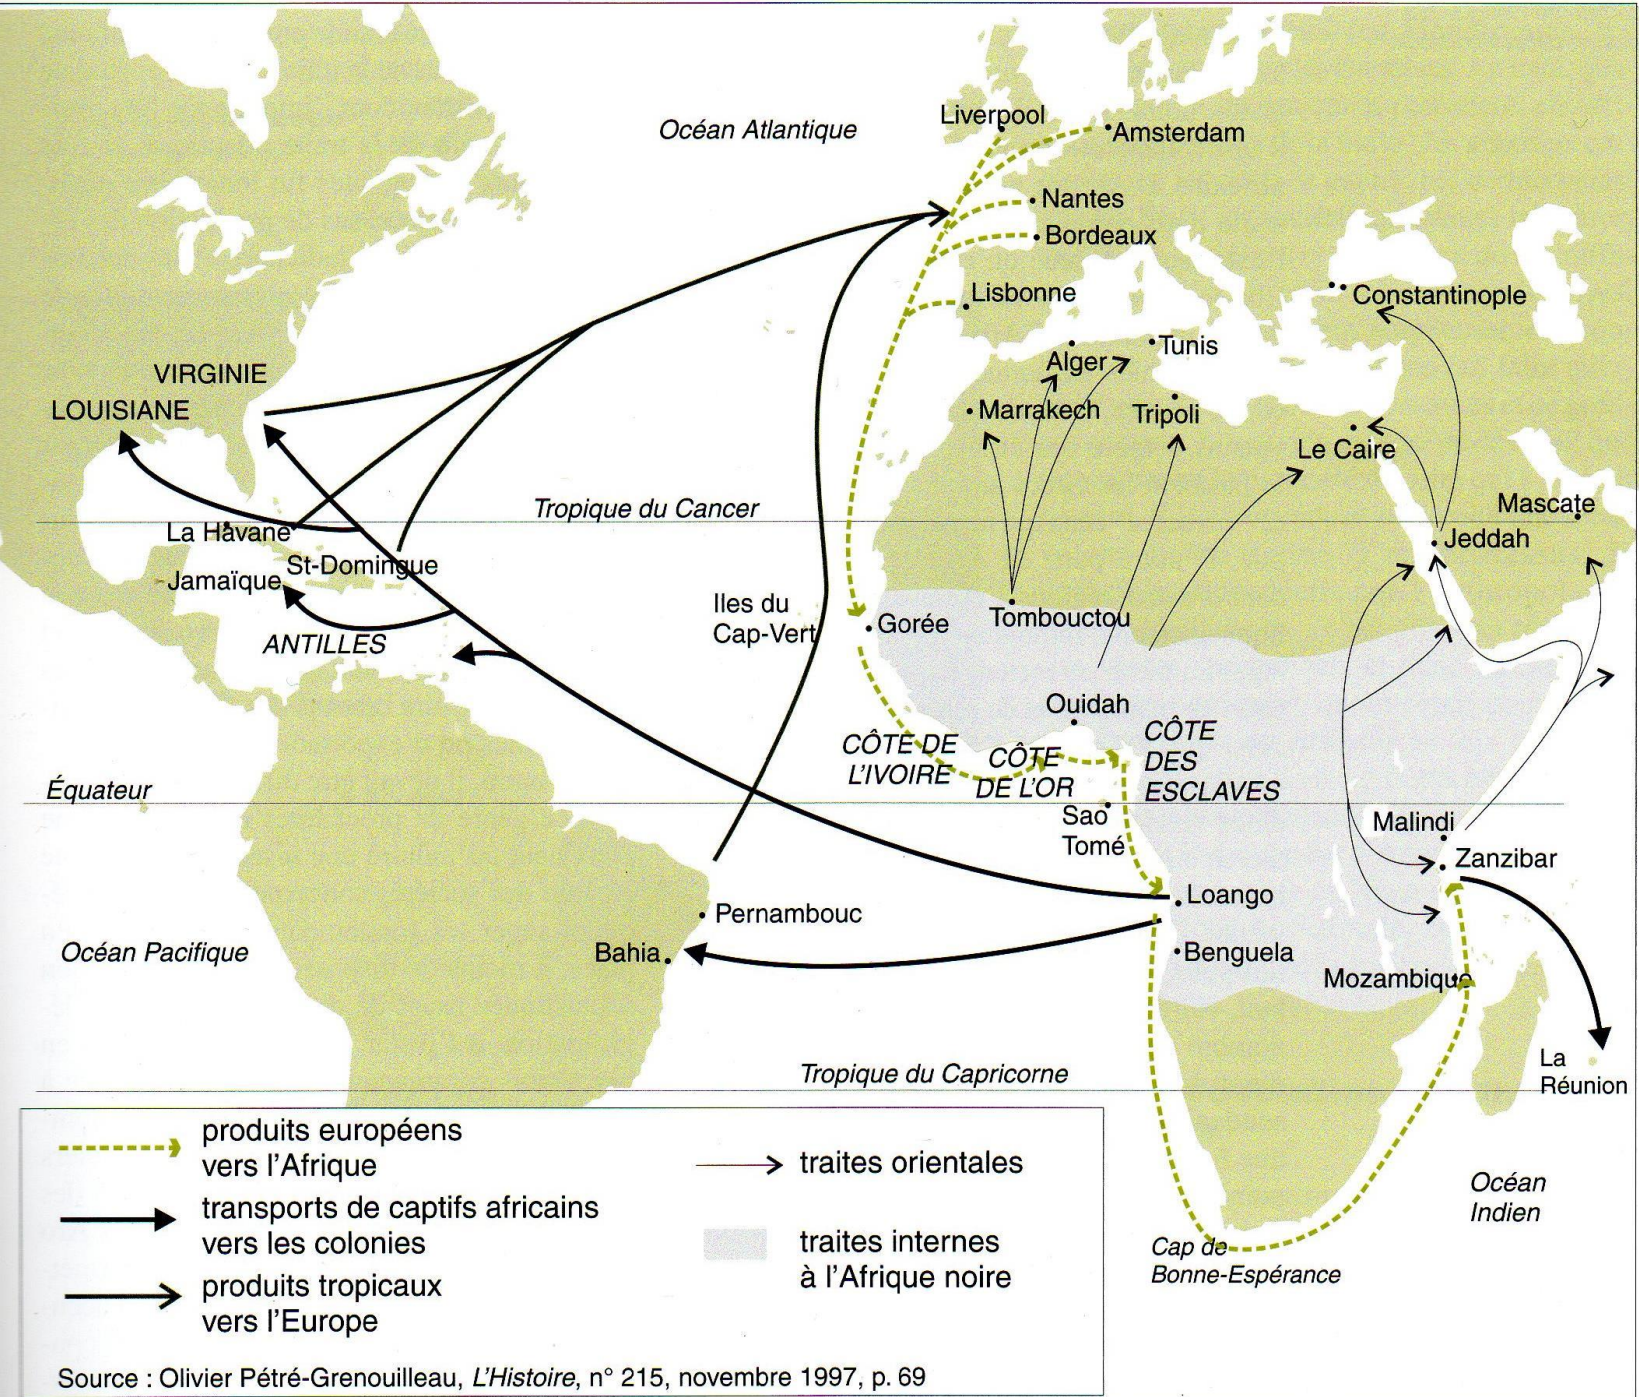 Liverpool
Océan Atlantique
Amsterdam
Nantes
Bordeaux
Lisbonne
Constantinople
Alger
Tunis
VIRGINIE
LOUISIANE
Marrakech
Tripoli
Le Caire
Tropique du Cancer
Mascate
La Havane
Jeddah
St-Domingue
Jamaïque
Iles du
Cap-Vert
Gorée
Tombouctou
ANTILLES
Ouidah
CÔTE DE
L'IVOIRE
CÔTE
DE L'OR
CÔTE
DES
ESCLAVES
Équateur
Sao
Tomé
Malindi
Zanzibar
Loango
Pernambouc
Océan Pacifique
Bahia
Benguela
Mozambique
La
Réunion
Tropique du Capricorne
Océan
Indien
Cap de
Bonne-Espérance
produits européens
vers l'Afrique
transports de captifs africains
vers les colonies
produits tropicaux
vers l'Europe
traites orientales
traites internes
à l'Afrique noire
Source : Olivier Pétré-Grenouilleau, L'Histoire, n° 215, novembre 1997, p. 69